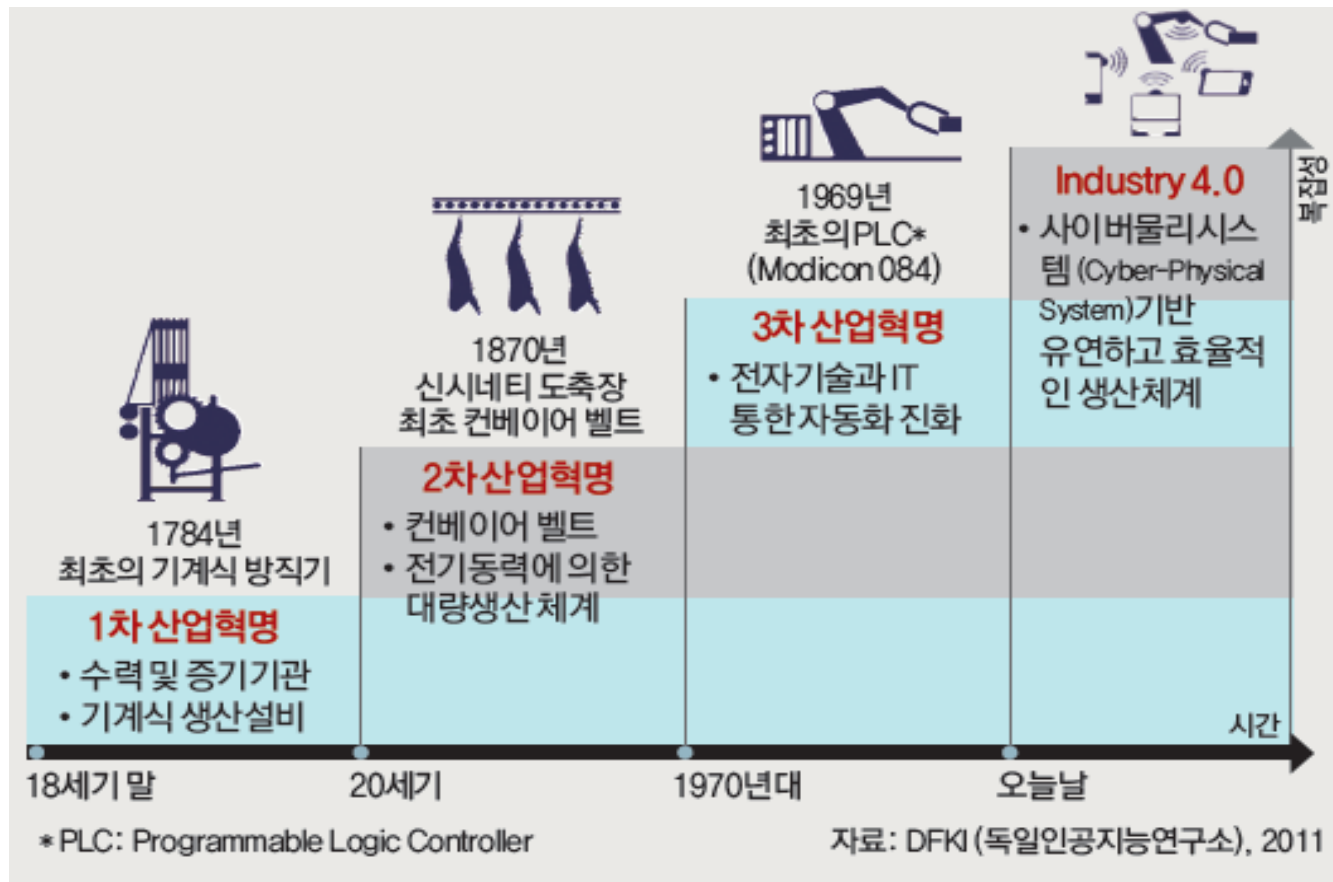 1784년
최초의 기계식 방직기
1차 산업혁명
• 수력 및 증기기관
• 기계식 생산설비
1870년
신시네티 도축장
최초 컨베이어 벨트
2차 산업혁명
• 컨베이어 벨트
• 전기동력에 의한
대량생산 체계
1969년
최초의 PLC*
(Modicon 084)
3차 산업혁명
• 전자기술과 IT
통한 자동화 진화
Industry 4.0
• 사이버물리시스
템 (Cyber-Physical
System)기반
유연하고 효율적
인 생산체계
복잡성
시간
18세기 말
20세기
1970년대
오늘날
* PLC: Programmable Logic Controller
자료: DFKI (독일인공지능연구소), 2011